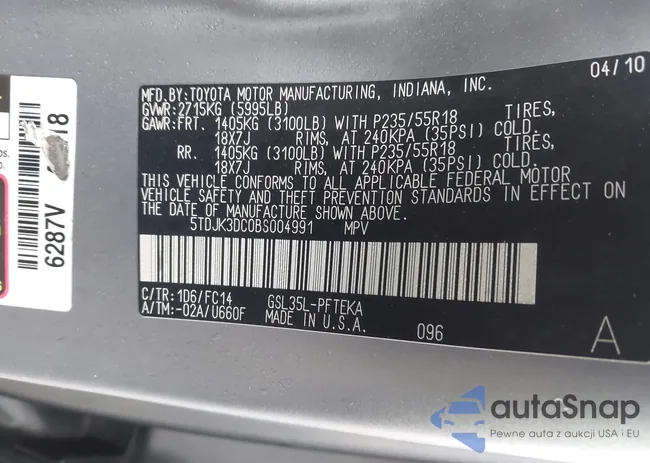 MFD.BY:TOYOTA MOTOR MANUFACTURING, INDIANA, INC. 04/10
GVWR:2715KG (5995LB)
GAWR:FRT. 1405KG (3100LB) WITH P235/55R18 TIRES,
18X7J RIMS, AT 240KPA (35PSI) COLD.
RR. 1405KG (3100LB) WITH P235/55R18 TIRES,
18X7J RIMS, AT 240KPA (35PSI) COLD.
THIS VEHICLE CONFORMS TO ALL APPLICABLE FEDERAL MOTOR
VEHICLE SAFETY AND THEFT PREVENTION STANDARDS IN EFFECT ON
THE DATE OF MANUFACTURE SHOWN ABOVE.
5TDJK3DC0BS004991 MPV
C/TR:1D6/FC14 GSL35L-PFTEKA
A/TM:-02A/U660F MADE IN U.S.A. 096 A
6287V
18
autoSnap
Pewne auta z aukcji USA i EU